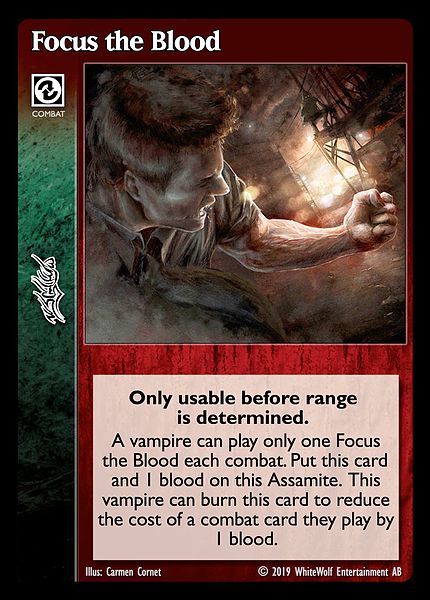 Focus the Blood
COMBAT
Only usable before range
is determined.
A vampire can play only one Focus
the Blood each combat. Put this card
and 1 blood on this Assamite. This
vampire can burn this card to reduce
the cost of a combat card they play by
1 blood.
Illus: Carmen Cornet
© 2019 WhiteWolf Entertainment AB